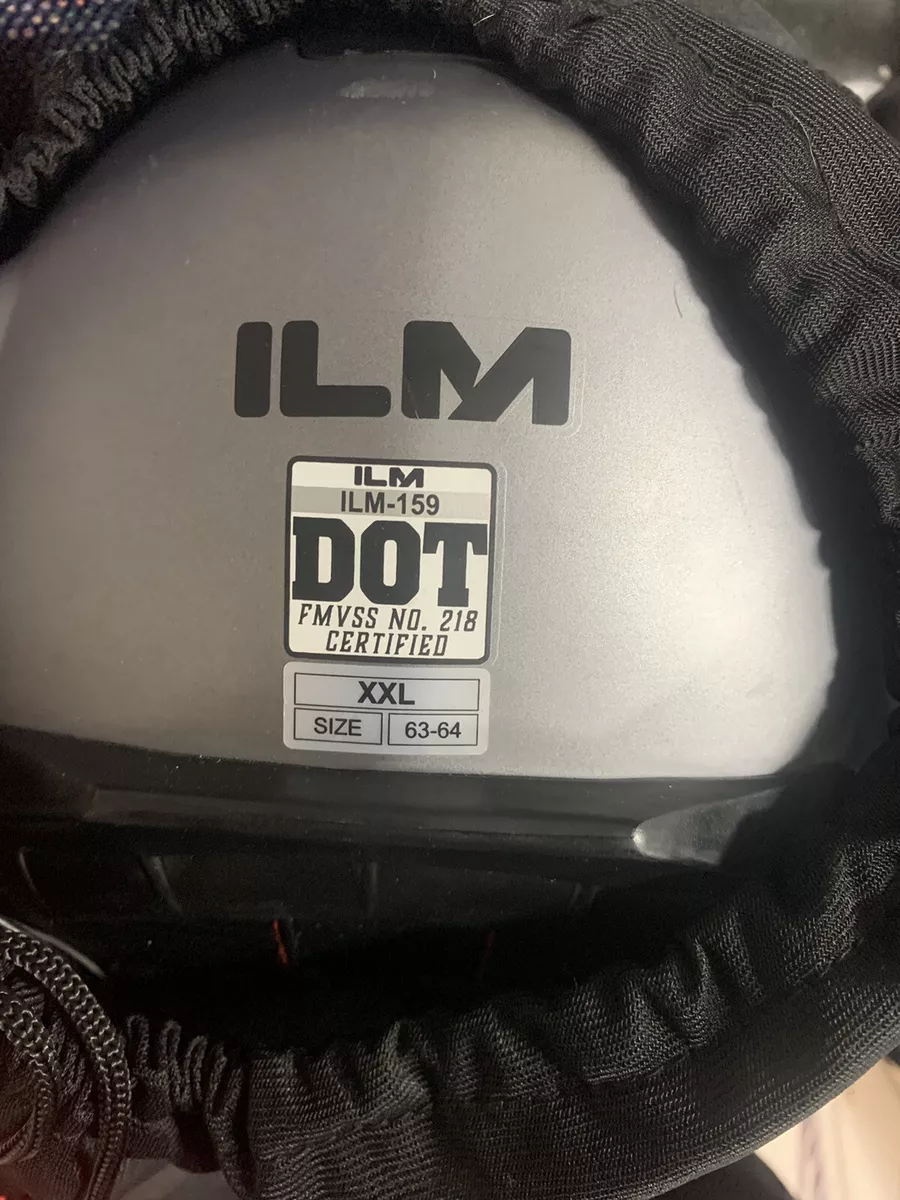 ILM
ILM
ILM-159
DOT
FMVSS NO. 218
CERTIFIED
XXL
SIZE 63-64